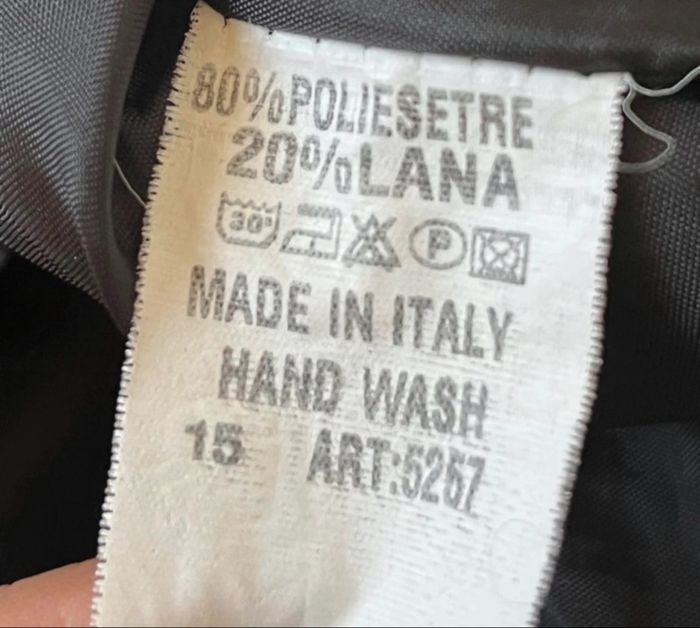 80%POLIESETRE
20%LANA
30° P
MADE IN ITALY
HAND WASH
15 ART:5257